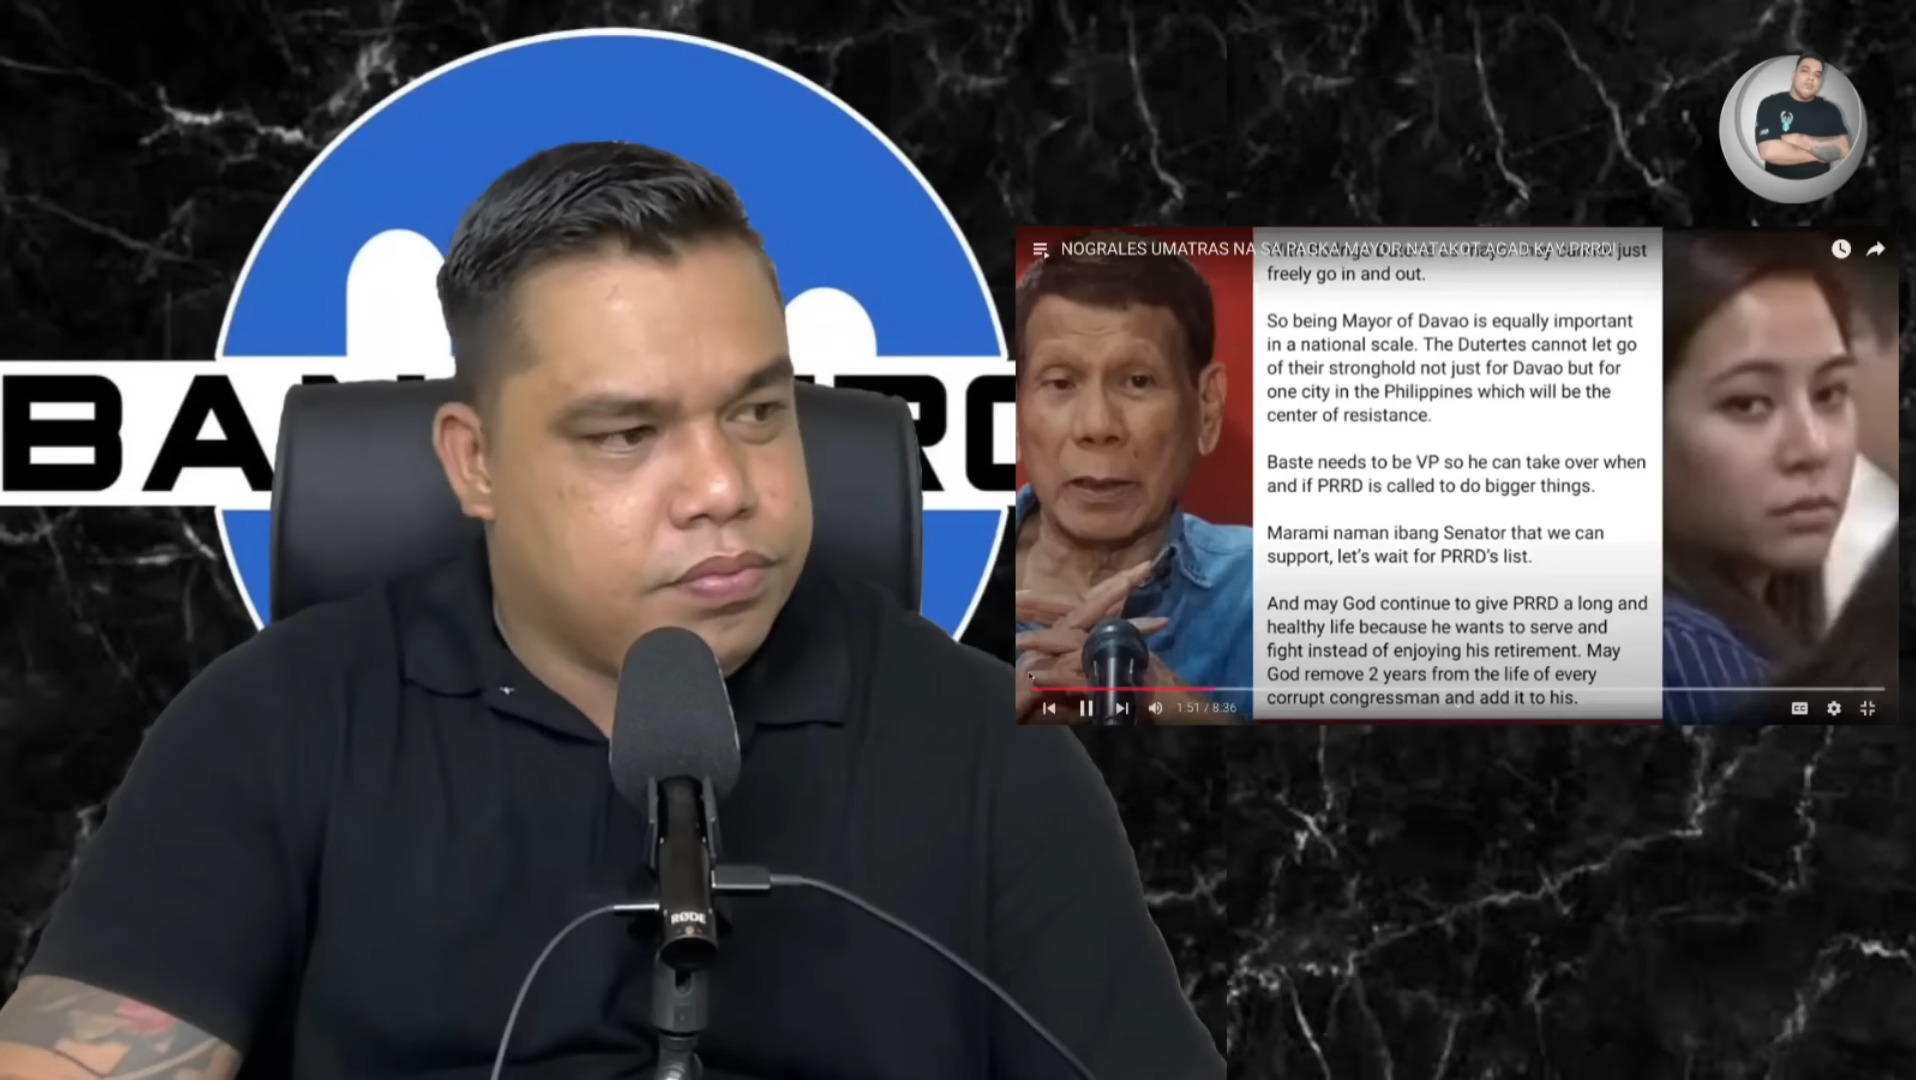 BAN
RO
NOGRALES UMATRAS NA SA PAGKA MAYOR NATAKOT AGAD KAY PRRD!
just
freely go in and out.
So being Mayor of Davao is equally important
in a national scale. The Dutertes cannot let go
of their stronghold not just for Davao but for
one city in the Philippines which will be the
center of resistance.
Baste needs to be VP so he can take over when
and if PRRD is called to do bigger things.
Marami naman ibang Senator that we can
support, let's wait for PRRD's list.
And may God continue to give PRRD a long and
healthy life because he wants to serve and
fight instead of enjoying his retirement. May
God remove 2 years from the life of every
corrupt congressman and add it to his.
1:51 / 8:36
CC
RØDE